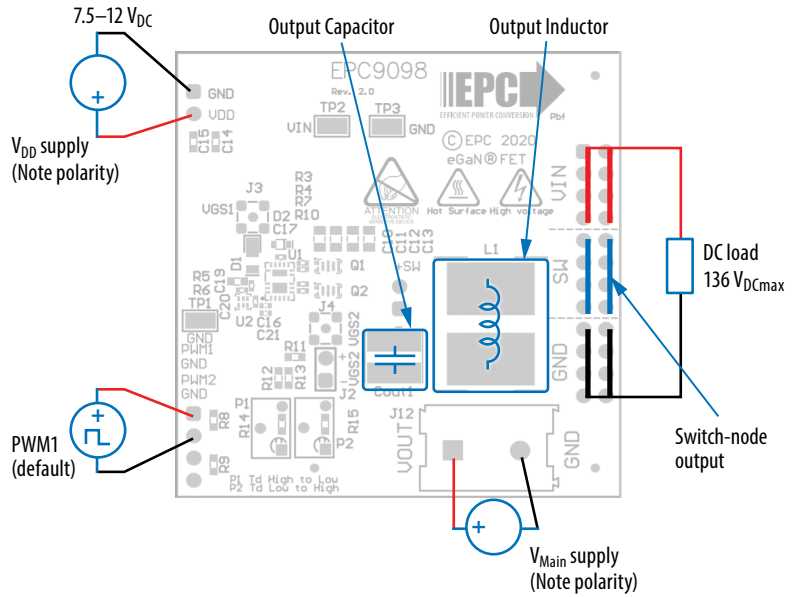 7.5–12 VDC
Output Capacitor
Output Inductor
EPC9098
Rev. 2.0
EPC
EFFICIENT POWER CONVERSION
Pbf
GND
VDD
TP2
TP3
VIN
GND
C15
C14
© EPC 2020
eGaN®FET
VDD supply
(Note polarity)
ATTENTION
Hot Surface
High voltage
VIN
J3
VGS1
D2
C17
R3
R4
R7
R10
C10
C11
C12
C13
L1
+SW
DC load
136 VDCmax
SW
D1
U1
Q1
Q2
R5
R6
C19
C20
TP1
U2
C16
C21
J4
VGS2
GND
PWM1
GND
PWM2
GND
R11
R12
R13
+
VGS2
-
J2
Cout1
GND
PWM1
(default)
R8
R9
P1
R14
R15
P2
J12
VOUT
GND
Switch-node
output
P1 Td High to Low
P2 Td Low to High
VMain supply
(Note polarity)